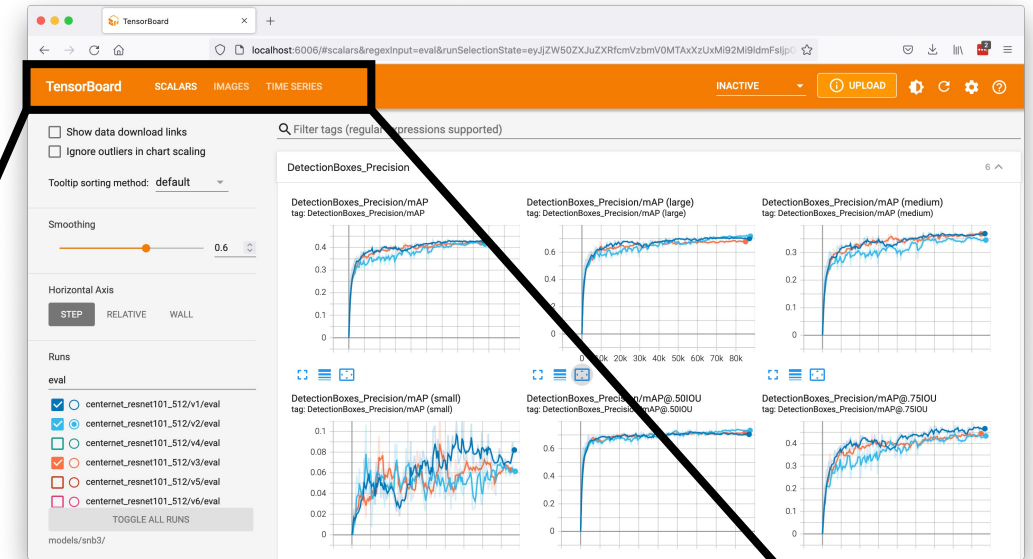 TensorBoard
localhost:6006/#scalars&regexInput=eval&runSelectionState=
2
TensorBoard SCALARS IMAGES TIME SERIES INACTIVE UPLOAD
Show data download links
Ignore outliers in chart scaling
Tooltip sorting method: default
Smoothing
0.6
Horizontal Axis
STEP RELATIVE WALL
Runs
eval
centernet_resnet101_512/v1/eval
centernet_resnet101_512/v2/eval
centernet_resnet101_512/v4/eval
centernet_resnet101_512/v3/eval
centernet_resnet101_512/v5/eval
centernet_resnet101_512/v6/eval
TOGGLE ALL RUNS
models/snb3/
Filter tags (regular expressions supported)
DetectionBoxes_Precision 6
DetectionBoxes_Precision/mAP
tag: DetectionBoxes_Precision/mAP
0.4
0.3
0.2
0.1
0
DetectionBoxes_Precision/mAP (large)
tag: DetectionBoxes_Precision/mAP (large)
0.6
0.4
0
0 10k 20k 30k 40k 50k 60k 70k 80k
DetectionBoxes_Precision/mAP (medium)
tag: DetectionBoxes_Precision/mAP (medium)
0.3
0.2
0.1
0
DetectionBoxes_Precision/mAP (small)
tag: DetectionBoxes_Precision/mAP (small)
0.1
0.08
0.06
0.04
0.02
0
DetectionBoxes_Precision/mAP@.50IOU
tag: DetectionBoxes_Precision/mAP@.50IOU
0.6
0.4
0.2
0
DetectionBoxes_Precision/mAP@.75IOU
tag: DetectionBoxes_Precision/mAP@.75IOU
0.4
0.3
0.2
0.1
0